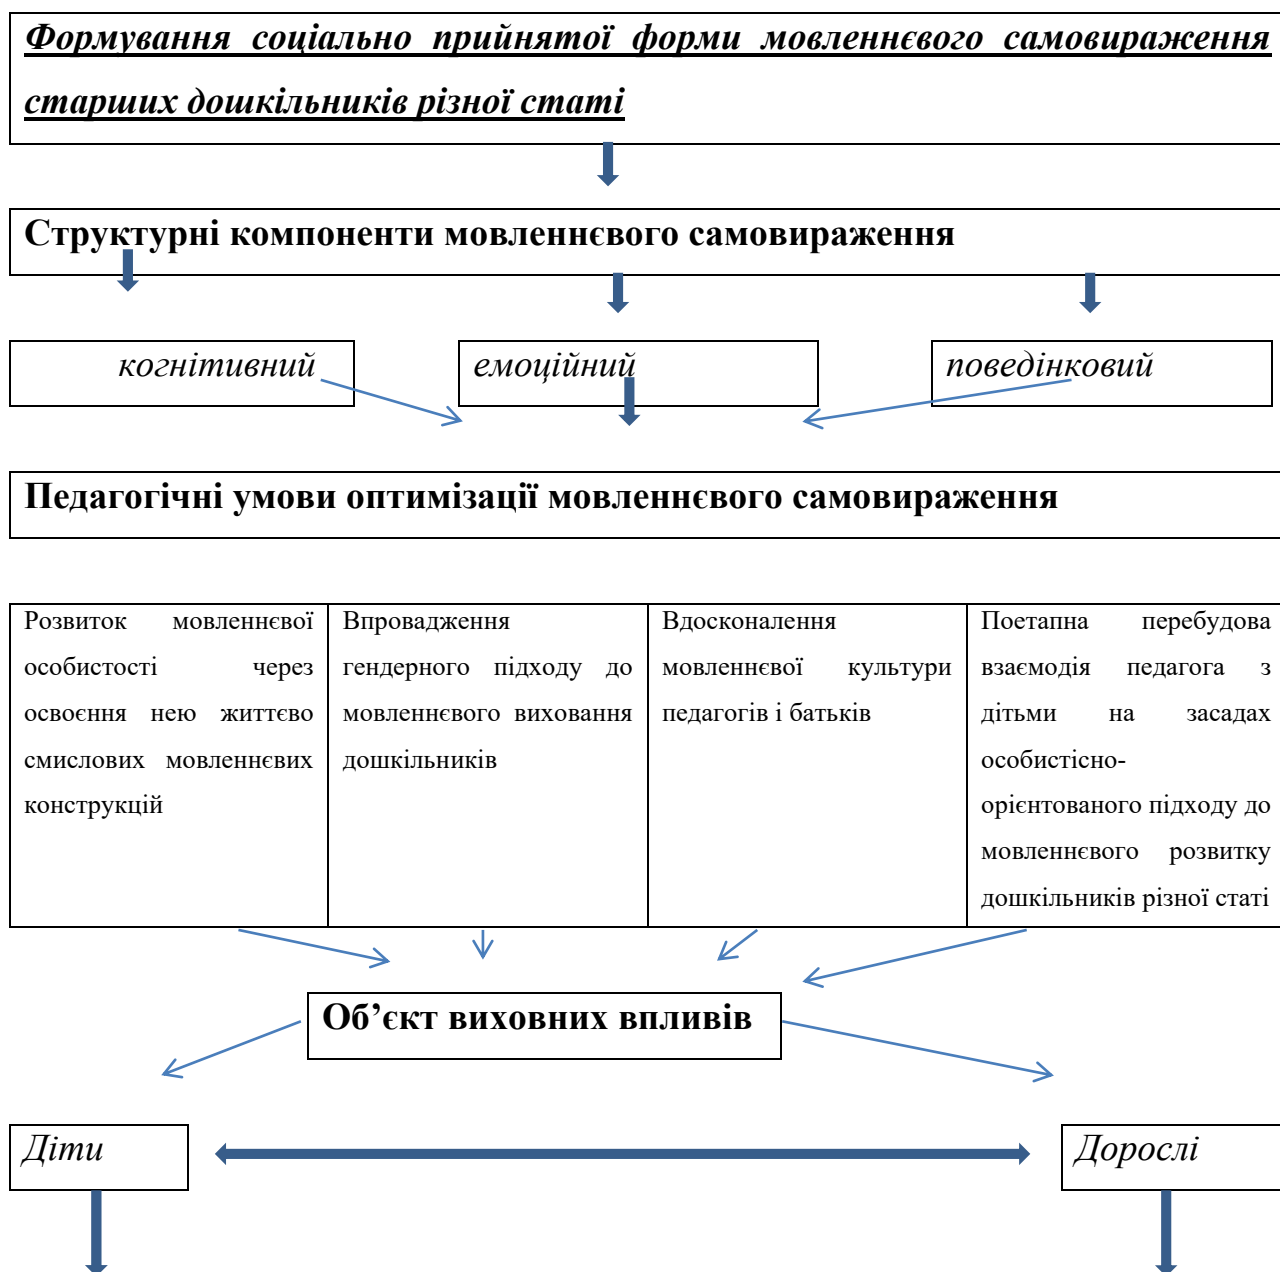 Формування соціально прийнятої форми мовленнєвого самовираження
старших дошкільників різної статі
Структурні компоненти мовленнєвого самовираження
когнітивний
емоційний
поведінковий
Педагогічні умови оптимізації мовленнєвого самовираження
Розвиток мовленнєвої
особистості через
освоєння нею життєво
смислових мовленнєвих
конструкцій
Впровадження
гендерного підходу до
мовленнєвого виховання
дошкільників
Вдосконалення
мовленнєвої культури
педагогів і батьків
Поетапна перебудова
взаємодія педагога з
дітьми на засадах
особистісно-
орієнтованого підходу до
мовленнєвого розвитку
дошкільників різної статі
Об’єкт виховних впливів
Діти
Дорослі